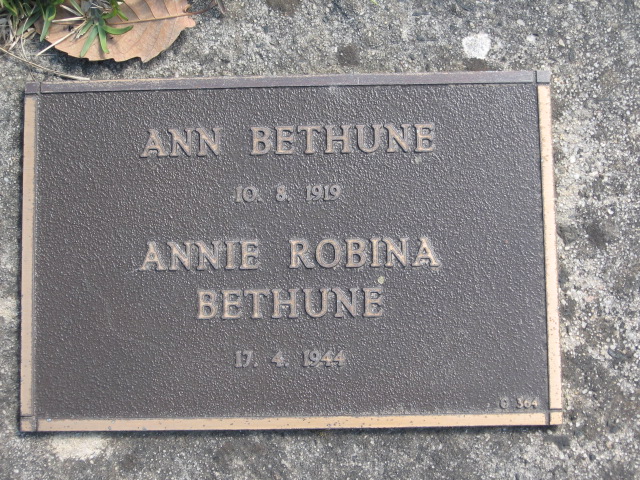 ANN BETHUNE
10. 8. 1919
ANNIE ROBINA
BETHUNE
17. 4. 1944
G 364